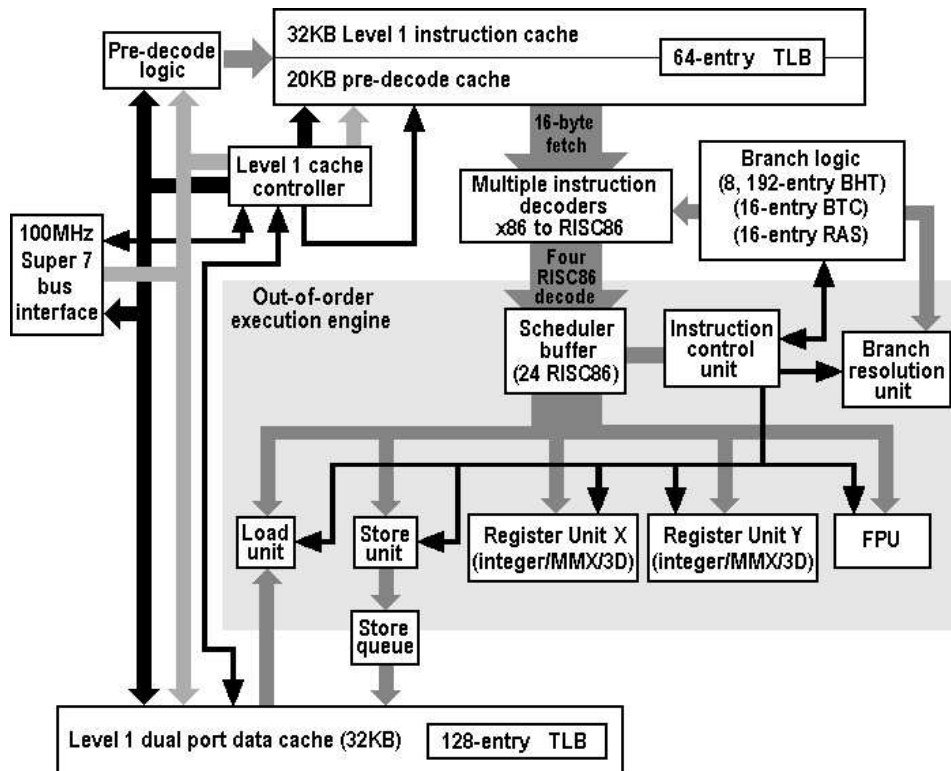 Pre-decode
logic
32KB Level 1 instruction cache
64-entry TLB
20KB pre-decode cache
16-byte
fetch
Level 1 cache
controller
Multiple instruction
decoders
x86 to RISC86
Branch logic
(8, 192-entry BHT)
(16-entry BTC)
(16-entry RAS)
100MHz
Super 7
bus
interface
Four
RISC86
decode
Out-of-order
execution engine
Scheduler
buffer
(24 RISC86)
Instruction
control
unit
Branch
resolution
unit
Load
unit
Store
unit
Register Unit X
(integer/MMX/3D)
Register Unit Y
(integer/MMX/3D)
FPU
Store
queue
Level 1 dual port data cache (32KB)
128-entry TLB